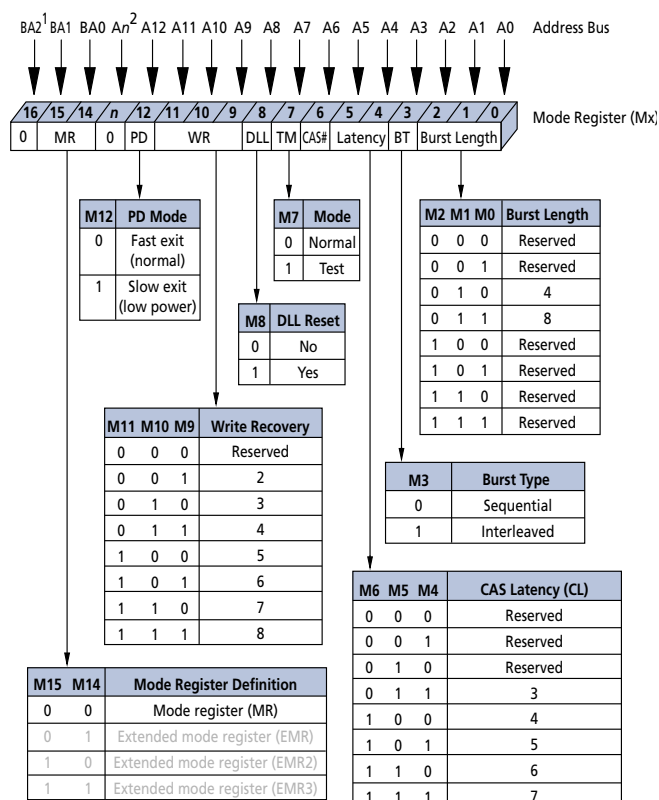 BA2¹ BA1 BA0 An² A12 A11 A10 A9 A8 A7 A6 A5 A4 A3 A2 A1 A0 Address Bus
16 15 14 n 12 11 10 9 8 7 6 5 4 3 2 1 0 Mode Register (Mx)
0 MR 0 PD WR DLL TM CAS# Latency BT Burst Length
M12 PD Mode
0 Fast exit
(normal)
1 Slow exit
(low power)
M7 Mode
0 Normal
1 Test
M2 M1 M0 Burst Length
0 0 0 Reserved
0 0 1 Reserved
0 1 0 4
0 1 1 8
1 0 0 Reserved
1 0 1 Reserved
1 1 0 Reserved
1 1 1 Reserved
M8 DLL Reset
0 No
1 Yes
M11 M10 M9 Write Recovery
0 0 0 Reserved
0 0 1 2
0 1 0 3
0 1 1 4
1 0 0 5
1 0 1 6
1 1 0 7
1 1 1 8
M3 Burst Type
0 Sequential
1 Interleaved
M6 M5 M4 CAS Latency (CL)
0 0 0 Reserved
0 0 1 Reserved
0 1 0 Reserved
0 1 1 3
1 0 0 4
1 0 1 5
1 1 0 6
1 1 1 7
M15 M14 Mode Register Definition
0 0 Mode register (MR)
0 1 Extended mode register (EMR)
1 0 Extended mode register (EMR2)
1 1 Extended mode register (EMR3)